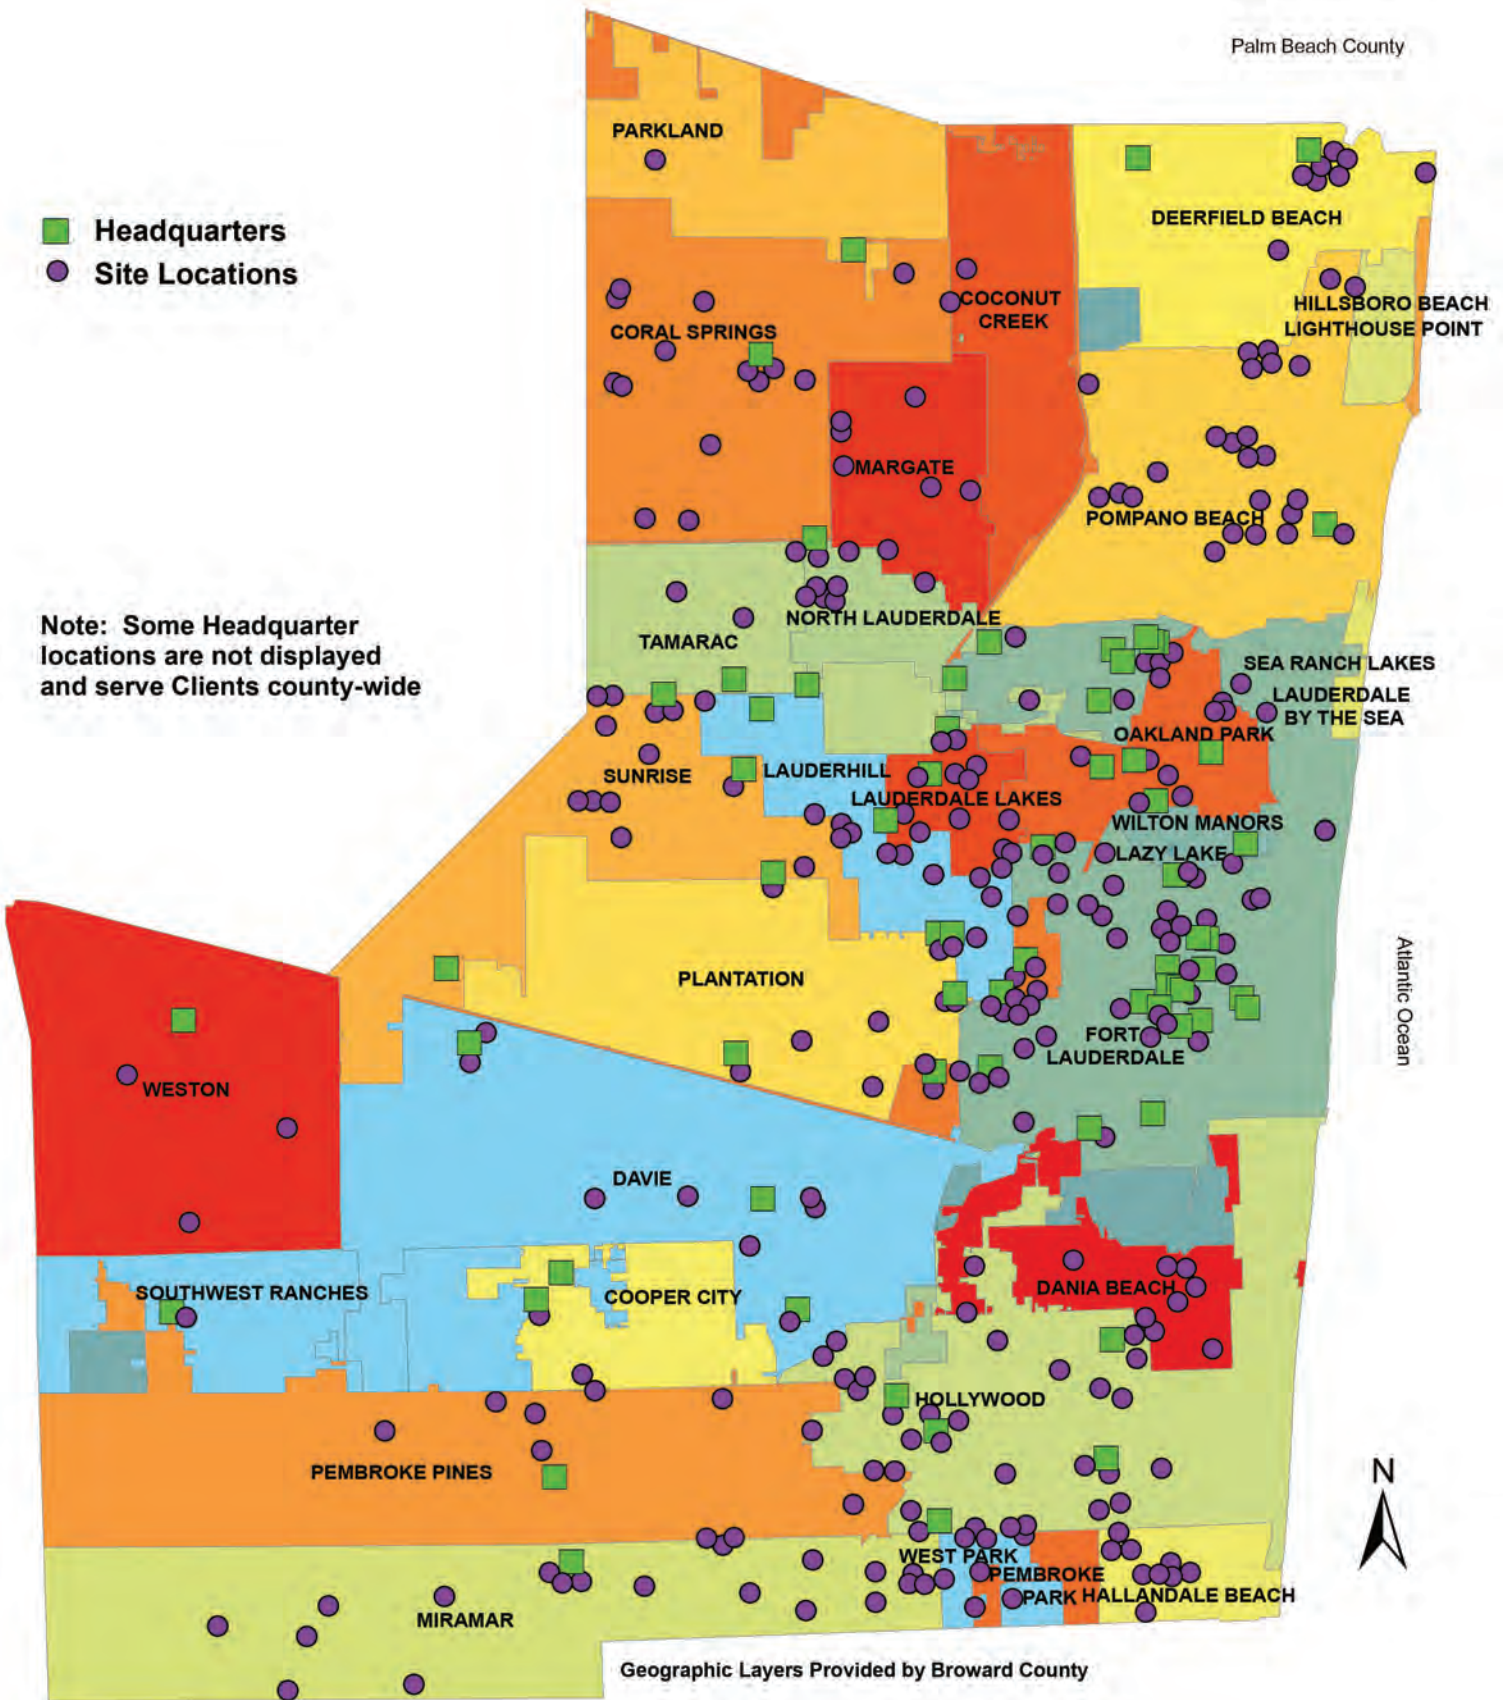 Palm Beach County
PARKLAND
Headquarters
Site Locations
DEERFIELD BEACH
COCONUT
CREEK
HILLSBORO BEACH
LIGHTHOUSE POINT
CORAL SPRINGS
MARGATE
POMPANO BEACH
Note: Some Headquarter
locations are not displayed
and serve Clients county-wide
NORTH LAUDERDALE
TAMARAC
SEA RANCH LAKES
LAUDERDALE
BY THE SEA
OAKLAND PARK
SUNRISE
LAUDERHILL
LAUDERDALE LAKES
WILTON MANORS
LAZY LAKE
PLANTATION
Atlantic Ocean
FORT
LAUDERDALE
WESTON
DAVIE
SOUTHWEST RANCHES
COOPER CITY
DANIA BEACH
HOLLYWOOD
PEMBROKE PINES
N
WEST PARK
PEMBROKE
PARK
HALLANDALE BEACH
MIRAMAR
Geographic Layers Provided by Broward County